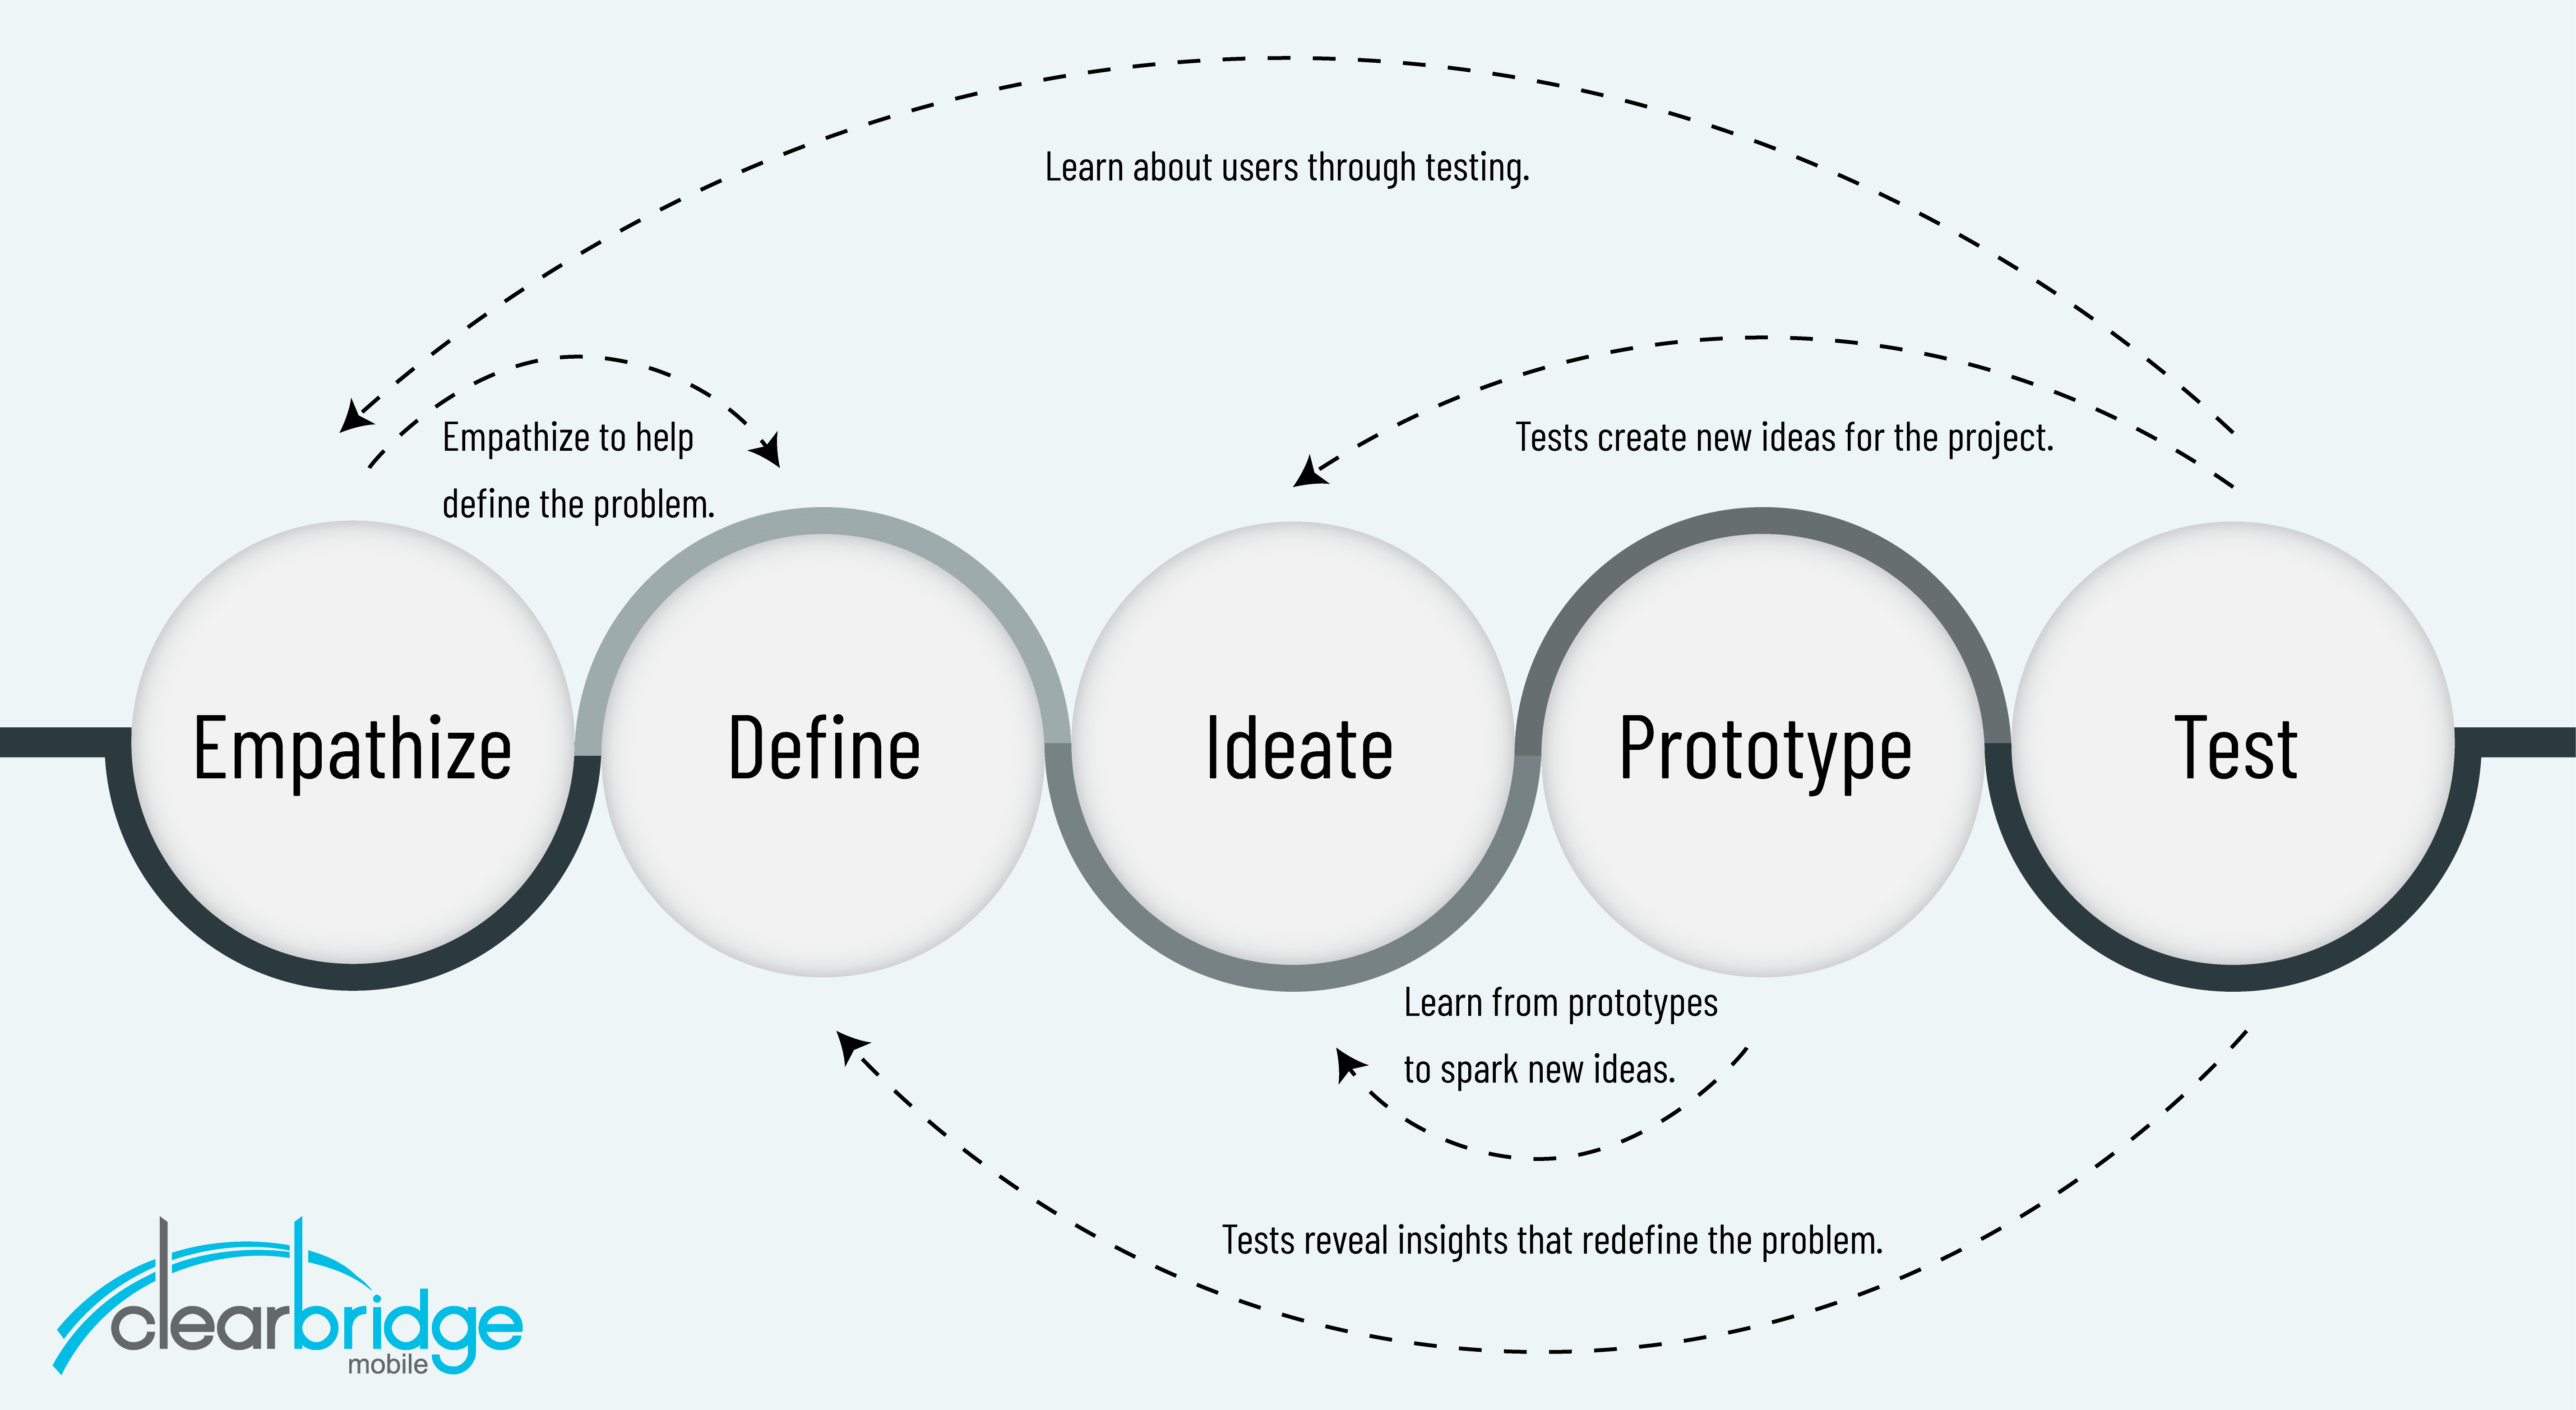 Learn about users through testing.
Empathize to help
define the problem.
Tests create new ideas for the project.
Empathize
Define
Ideate
Prototype
Test
Learn from prototypes
to spark new ideas.
Tests reveal insights that redefine the problem.
clearbridge
mobile